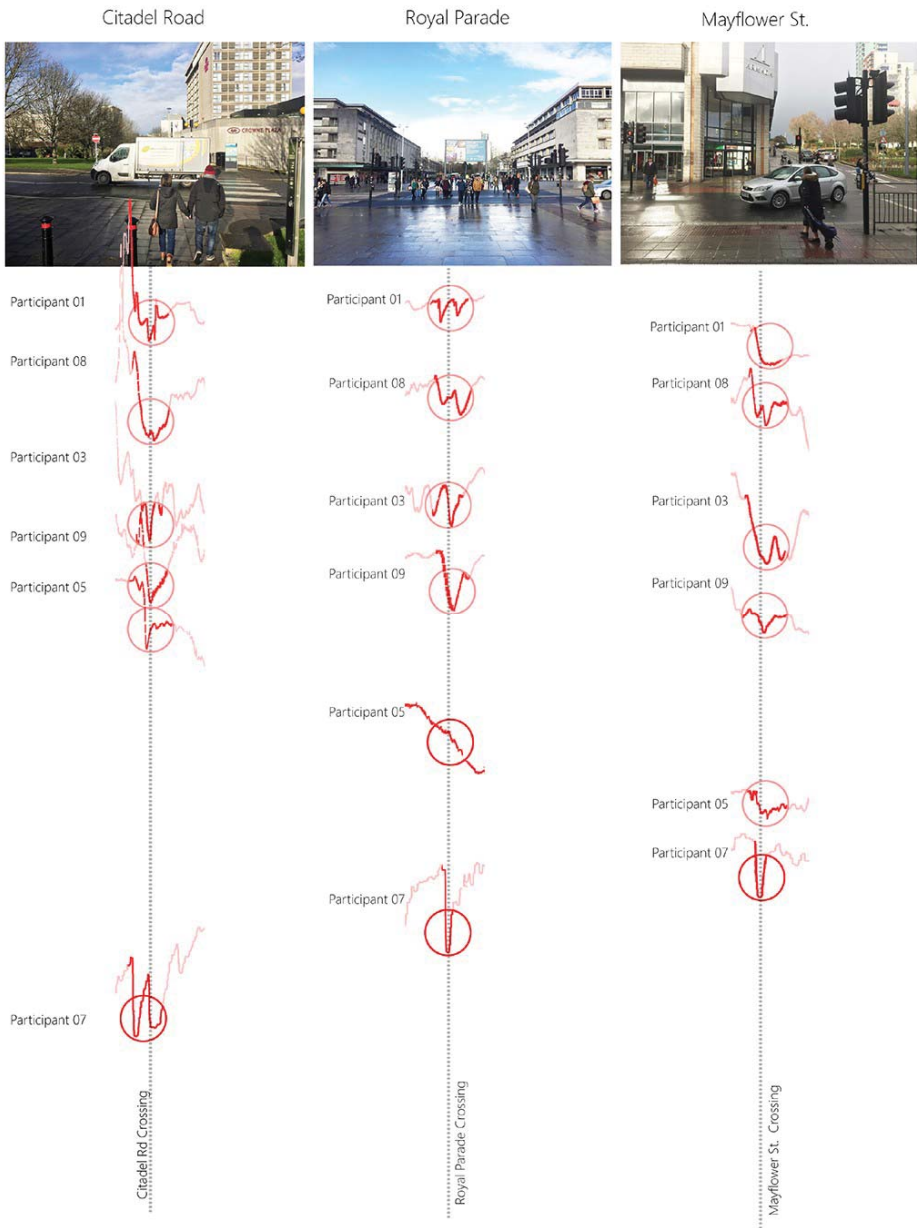 Citadel Road
Royal Parade
Mayflower St.
CROWNE PLAZA
Participant 01
Participant 08
Participant 03
Participant 09
Participant 05
Participant 07
Citadel Rd Crossing
Participant 01
Participant 08
Participant 03
Participant 09
Participant 05
Participant 07
Royal Parade Crossing
Participant 01
Participant 08
Participant 03
Participant 09
Participant 05
Participant 07
Mayflower St. Crossing